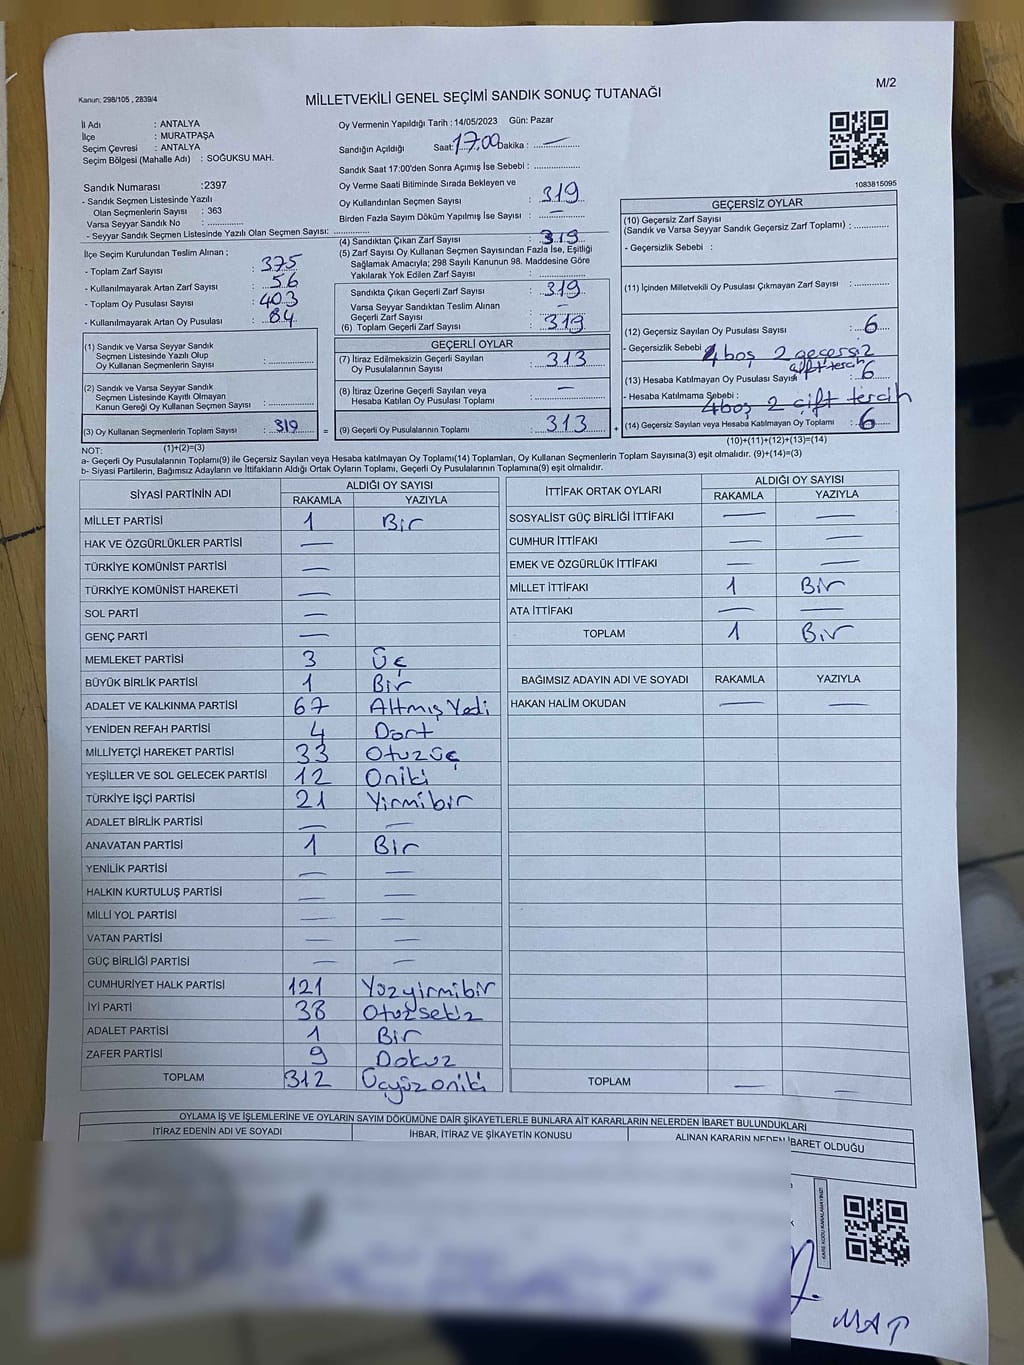 Kanun; 298/105 , 2839/4
M/2
MİLLETVEKİLİ GENEL SEÇİMİ SANDIK SONUÇ TUTANAĞI
İl Adı : ANTALYA
İlçe : MURATPAŞA
Seçim Çevresi : ANTALYA
Seçim Bölgesi (Mahalle Adı) : SOĞUKSU MAH.
Sandık Numarası :2397
- Sandık Seçmen Listesinde Yazılı
Olan Seçmenlerin Sayısı : 363
Varsa Seyyar Sandık No : ..............
- Seyyar Sandık Seçmen Listesinde Yazılı Olan Seçmen Sayısı: ..............
Oy Vermenin Yapıldığı Tarih : 14/05/2023 Gün: Pazar
Sandığın Açıldığı Saat: 17.00 Dakika : —
Sandık Saat 17:00'den Sonra Açımış İse Sebebi : ..............
Oy Verme Saati Bitiminde Sırada Bekleyen ve
Oy Kullandırılan Seçmen Sayısı : 319
Birden Fazla Sayım Döküm Yapılmış İse Sayısı : —
1083815095
İlçe Seçim Kurulundan Teslim Alınan ;
- Toplam Zarf Sayısı : 375
- Kullanılmayarak Artan Zarf Sayısı : 56
- Toplam Oy Pusulası Sayısı : 403
- Kullanılmayarak Artan Oy Pusulası : 84
(1) Sandık ve Varsa Seyyar Sandık
Seçmen Listesinde Yazılı Olup
Oy Kullanan Seçmenlerin Sayısı : ..............
(2) Sandık ve Varsa Seyyar Sandık
Seçmen Listesinde Kayıtlı Olmayan
Kanun Gereği Oy Kullanan Seçmen Sayısı : ..............
(3) Oy Kullanan Seçmenlerin Toplam Sayısı : 319
(1)+(2)=(3)
(4) Sandıktan Çıkan Zarf Sayısı : 319
(5) Zarf Sayısı Oy Kullanan Seçmen Sayısından Fazla İse, Eşitliği
Sağlamak Amacıyla; 298 Sayılı Kanunun 98. Maddesine Göre
Yakılarak Yok Edilen Zarf Sayısı : ..............
Sandıkta Çıkan Geçerli Zarf Sayısı : 319
Varsa Seyyar Sandıktan Teslim Alınan
Geçerli Zarf Sayısı : —
(6) Toplam Geçerli Zarf Sayısı : 319
GEÇERLİ OYLAR
(7) İtiraz Edilmeksizin Geçerli Sayılan
Oy Pusulalarının Sayısı : 313
(8) İtiraz Üzerine Geçerli Sayılan veya
Hesaba Katılan Oy Pusulası Toplamı : —
= (9) Geçerli Oy Pusulalarının Toplamı : 313
GEÇERSİZ OYLAR
(10) Geçersiz Zarf Sayısı
(Sandık ve Varsa Seyyar Sandık Geçersiz Zarf Toplamı) : ..............
- Geçersizlik Sebebi :
(11) İçinden Milletvekili Oy Pusulası Çıkmayan Zarf Sayısı : ..............
(12) Geçersiz Sayılan Oy Pusulası Sayısı : 6
- Geçersizlik Sebebi 4 boş 2 geçersiz
çift tercih
(13) Hesaba Katılmayan Oy Pusulası Sayısı : 6
- Hesaba Katılmama Sebebi :
4 boş 2 çift tercih
+ (14) Geçersiz Sayılan veya Hesaba Katılmayan Oy Toplamı : 6
(10)+(11)+(12)+(13)=(14)
NOT:
a- Geçerli Oy Pusulalarının Toplamı(9) ile Geçersiz Sayılan veya Hesaba Katılmayan Oy Toplamı(14) Toplamları, Oy Kullanan Seçmenlerin Toplam Sayısına(3) eşit olmalıdır. (9)+(14)=(3)
b- Siyasi Partilerin, Bağımsız Adayların ve İttifakların Aldığı Ortak Oyların Toplamı, Geçerli Oy Pusulalarının Toplamına(9) eşit olmalıdır.
SİYASİ PARTİNİN ADI ALDIĞI OY SAYISI
RAKAMLA YAZIYLA
MİLLET PARTİSİ 1 Bir
HAK VE ÖZGÜRLÜKLER PARTİSİ —
TÜRKİYE KOMÜNİST PARTİSİ —
TÜRKİYE KOMÜNİST HAREKETİ —
SOL PARTİ —
GENÇ PARTİ —
MEMLEKET PARTİSİ 3 Üç
BÜYÜK BİRLİK PARTİSİ 1 Bir
ADALET VE KALKINMA PARTİSİ 67 Altmış Yedi
YENİDEN REFAH PARTİSİ 4 Dört
MİLLİYETÇİ HAREKET PARTİSİ 33 Otuzüç
YEŞİLLER VE SOL GELECEK PARTİSİ 12 Oniki
TÜRKİYE İŞÇİ PARTİSİ 21 Yirmibir
ADALET BİRLİK PARTİSİ — —
ANAVATAN PARTİSİ 1 Bir
YENİLİK PARTİSİ — —
HALKIN KURTULUŞ PARTİSİ — —
MİLLİ YOL PARTİSİ — —
VATAN PARTİSİ — —
GÜÇ BİRLİĞİ PARTİSİ — —
CUMHURİYET HALK PARTİSİ 121 Yüzyirmibir
İYİ PARTİ 38 Otuzsekiz
ADALET PARTİSİ 1 Bir
ZAFER PARTİSİ 9 Dokuz
TOPLAM 312 Üçyüz oniki
İTTİFAK ORTAK OYLARI ALDIĞI OY SAYISI
RAKAMLA YAZIYLA
SOSYALİST GÜÇ BİRLİĞİ İTTİFAKI — —
CUMHUR İTTİFAKI — —
EMEK VE ÖZGÜRLÜK İTTİFAKI — —
MİLLET İTTİFAKI 1 Bir
ATA İTTİFAKI — —
TOPLAM 1 Bir
BAĞIMSIZ ADAYIN ADI VE SOYADI RAKAMLA YAZIYLA
HAKAN HALİM OKUDAN — —
TOPLAM —
OYLAMA İŞ VE İŞLEMLERİNE VE OYLARIN SAYIM DÖKÜMÜNE DAİR ŞİKAYETLERLE BUNLARA AİT KARARLARIN NELERDEN İBARET BULUNDUKLARI
İTİRAZ EDENİN ADI VE SOYADI İHBAR, İTİRAZ VE ŞİKAYETİN KONUSU ALINAN KARARIN NEDEN İBARET OLDUĞU
KARE KODU KARALAMAYINIZ!